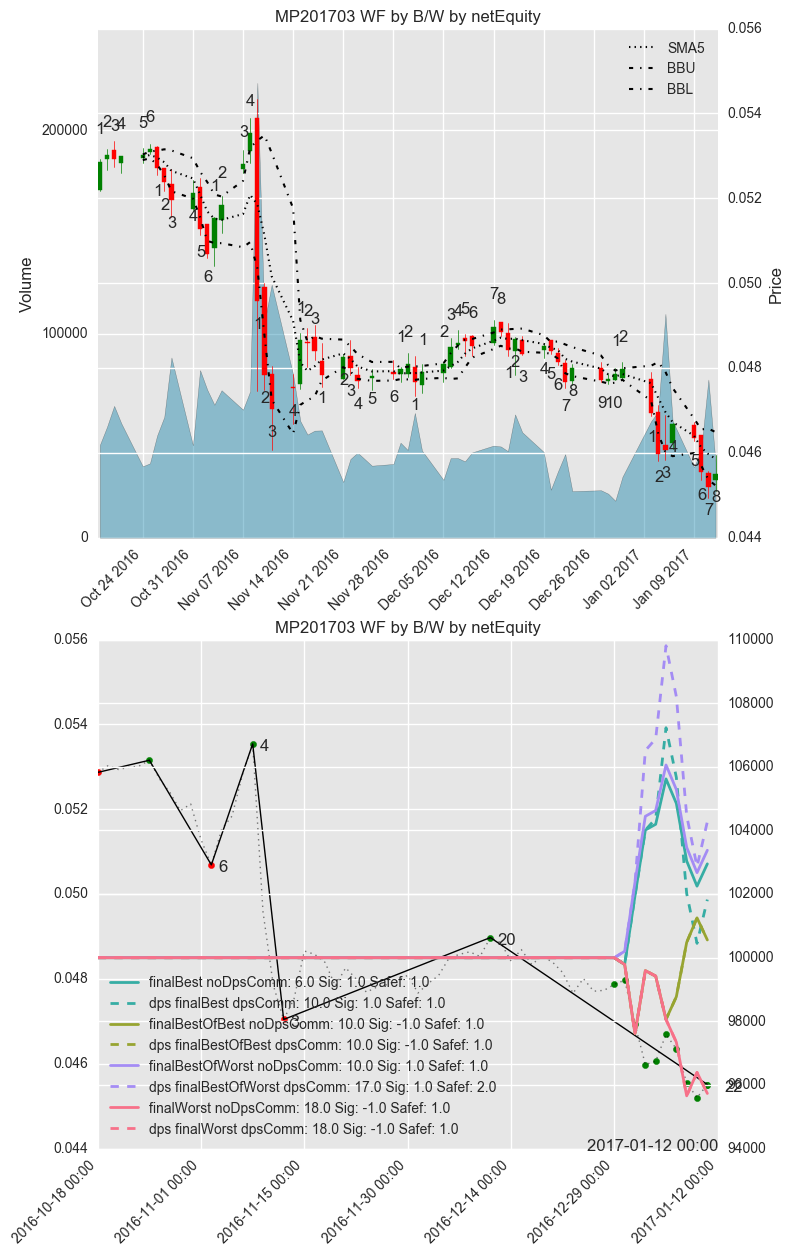 MP201703 WF by B/W by netEquity
SMA5
BBU
BBL
Volume
200000
100000
0
Price
0.056
0.054
0.052
0.050
0.048
0.046
0.044
Oct 24 2016
Oct 31 2016
Nov 07 2016
Nov 14 2016
Nov 21 2016
Nov 28 2016
Dec 05 2016
Dec 12 2016
Dec 19 2016
Dec 26 2016
Jan 02 2017
Jan 09 2017
MP201703 WF by B/W by netEquity
0.056
0.054
0.052
0.050
0.048
0.046
0.044
110000
108000
106000
104000
102000
100000
98000
96000
94000
6
4
3
20
22
finalBest noDpsComm: 6.0 Sig: 1.0 Safef: 1.0
dps finalBest dpsComm: 10.0 Sig: 1.0 Safef: 1.0
finalBestOfBest noDpsComm: 10.0 Sig: -1.0 Safef: 1.0
dps finalBestOfBest dpsComm: 10.0 Sig: -1.0 Safef: 1.0
finalBestOfWorst noDpsComm: 10.0 Sig: 1.0 Safef: 1.0
dps finalBestOfWorst dpsComm: 17.0 Sig: 1.0 Safef: 2.0
finalWorst noDpsComm: 18.0 Sig: -1.0 Safef: 1.0
dps finalWorst dpsComm: 18.0 Sig: -1.0 Safef: 1.0
2017-01-12 00:00
2016-10-18 00:00
2016-11-01 00:00
2016-11-15 00:00
2016-11-30 00:00
2016-12-14 00:00
2016-12-29 00:00
2017-01-12 00:00